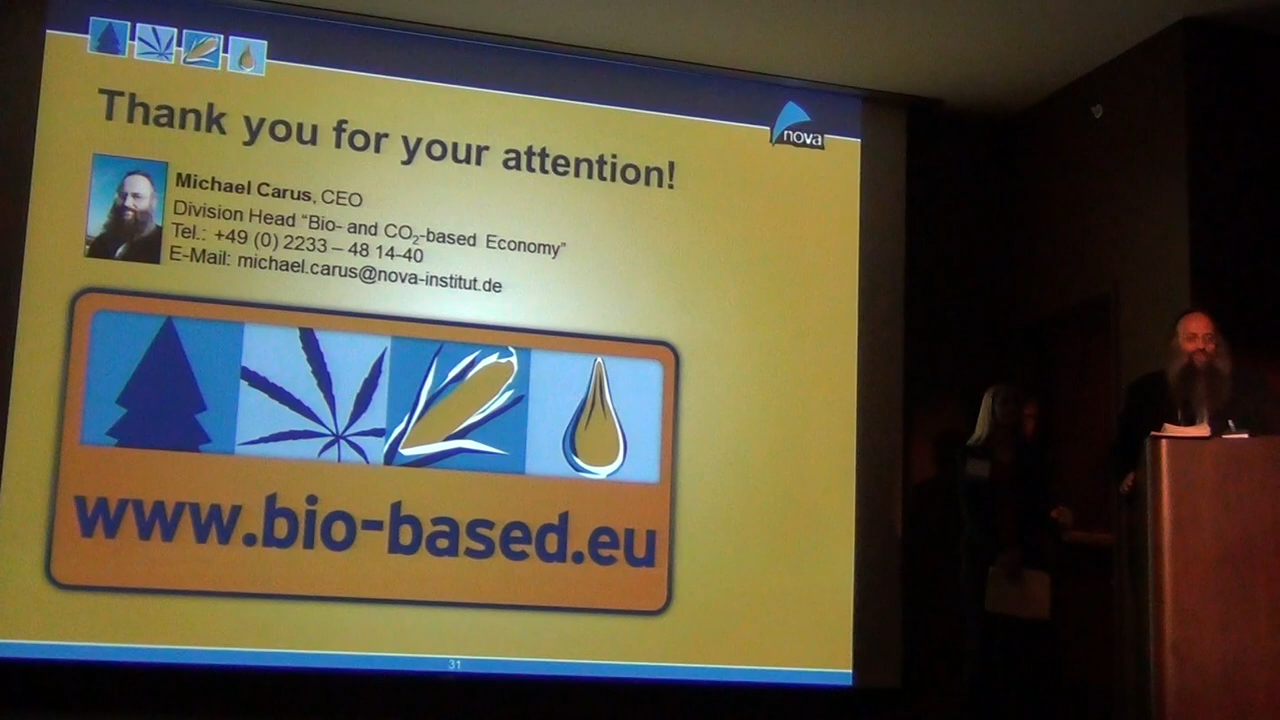 nova
Thank you for your attention!
Michael Carus, CEO
Division Head “Bio- and CO₂-based Economy”
Tel.: +49 (0) 2233 – 48 14-40
E-Mail: michael.carus@nova-institut.de
www.bio-based.eu
31